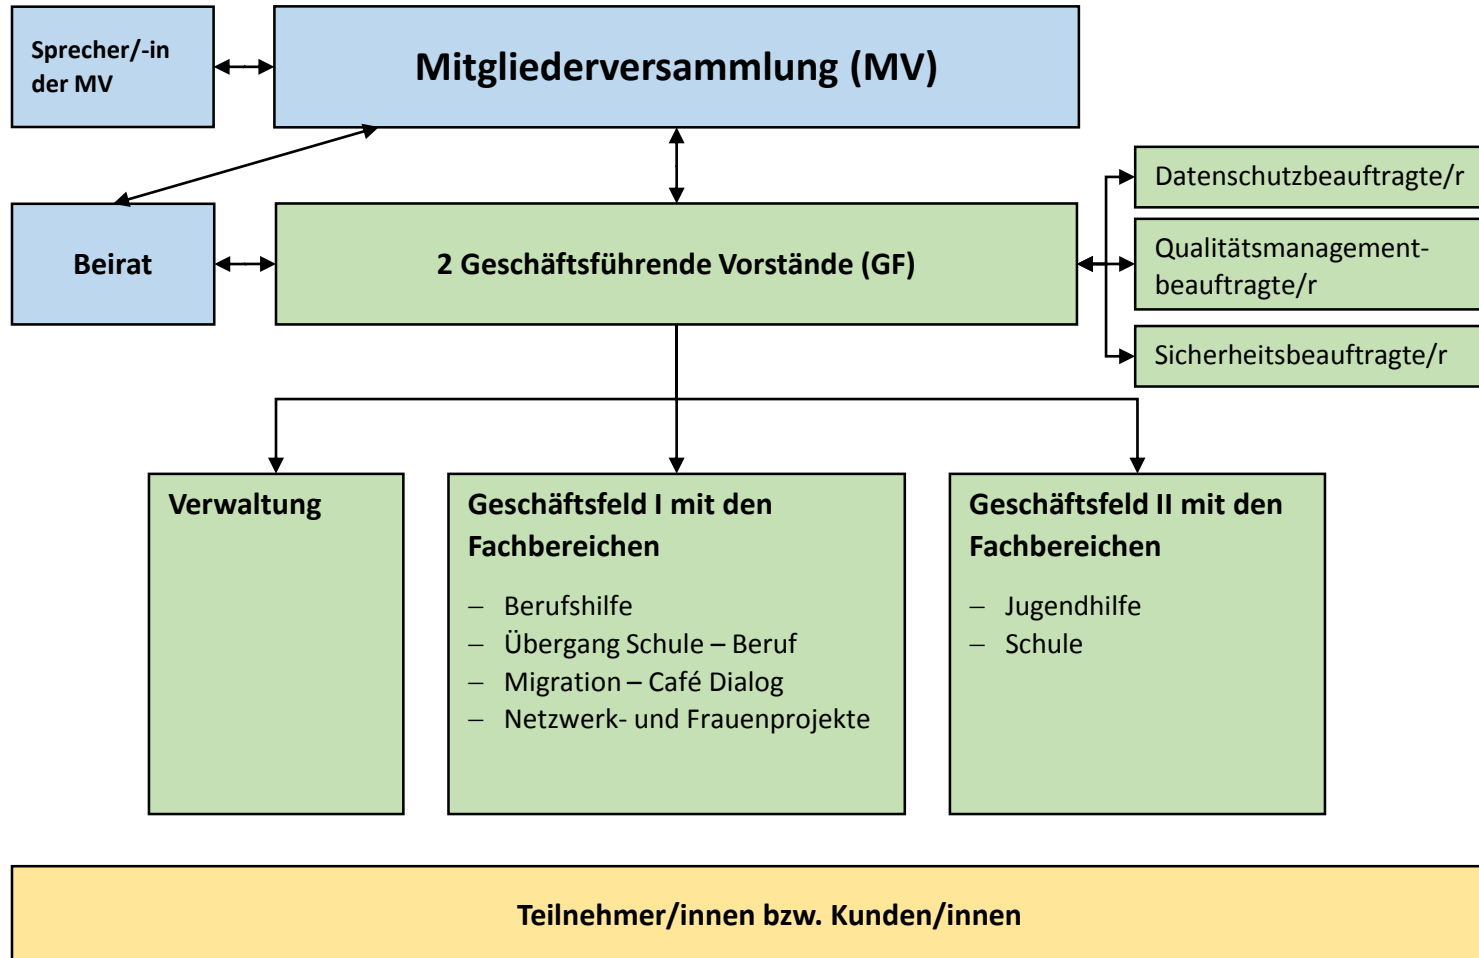 Sprecher/-in
der MV
Mitgliederversammlung (MV)
Beirat
2 Geschäftsführende Vorstände (GF)
Datenschutzbeauftragte/r
Qualitätsmanagement-
beauftragte/r
Sicherheitsbeauftragte/r
Verwaltung
Geschäftsfeld I mit den
Fachbereichen
– Berufshilfe
– Übergang Schule – Beruf
– Migration – Café Dialog
– Netzwerk- und Frauenprojekte
Geschäftsfeld II mit den
Fachbereichen
– Jugendhilfe
– Schule
Teilnehmer/innen bzw. Kunden/innen